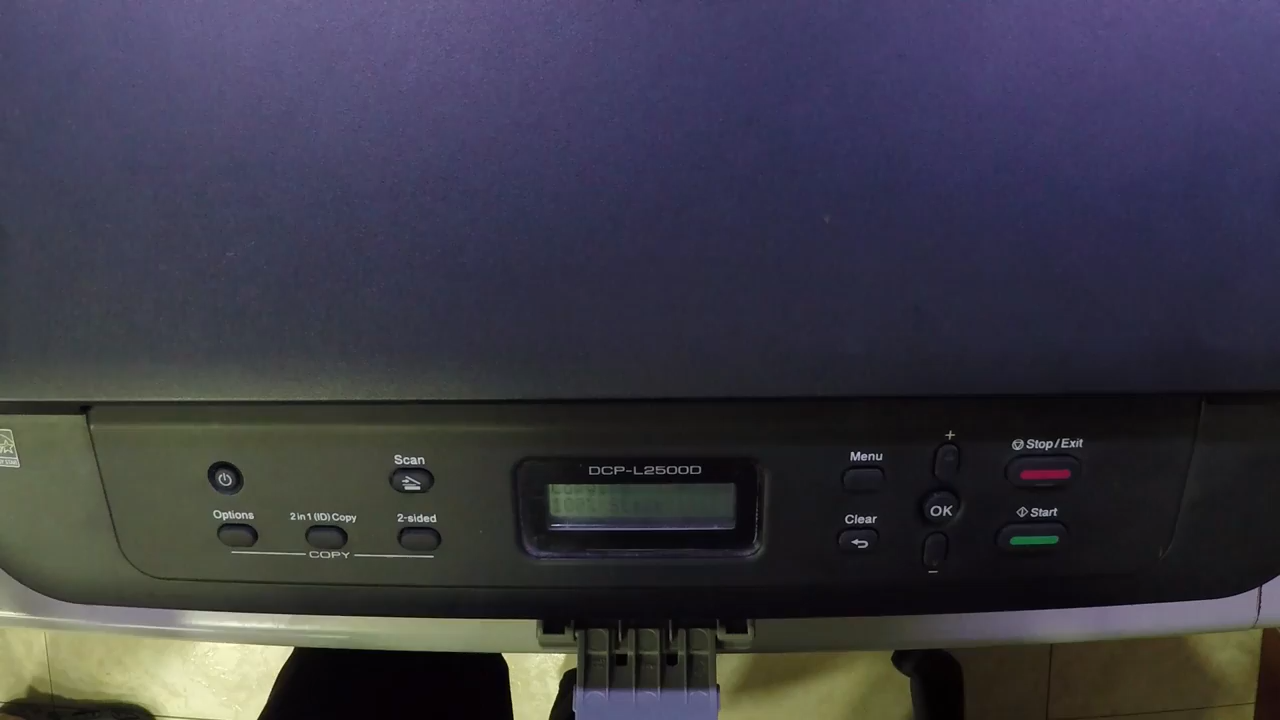 DCP-L2500D
Scan
Options
2 in 1 (ID) Copy
2-sided
COPY
Menu
Clear
+
OK
−
Stop / Exit
Start